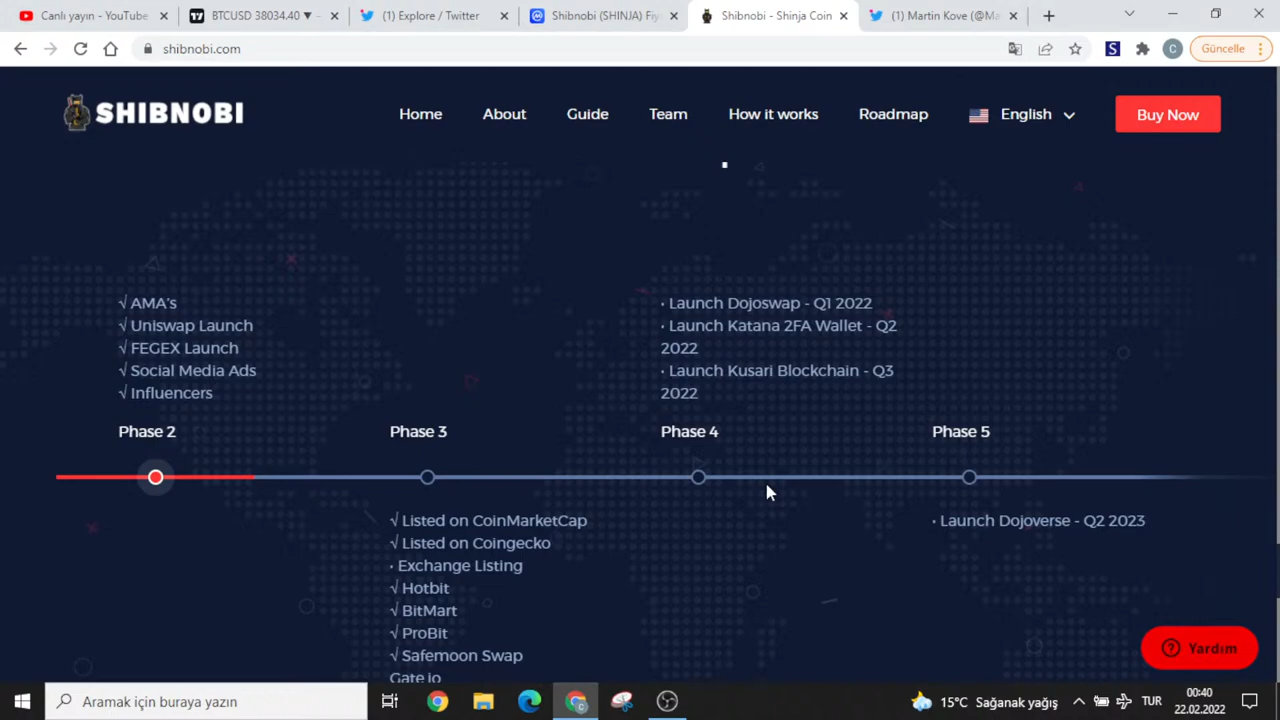 Canlı yayın - YouTube
BTCUSD 38034.40 ▼
(1) Explore / Twitter
Shibnobi (SHINJA) Fiy
Shibnobi - Shinja Coin
(1) Martin Kove (@Ma
shibnobi.com
S
C
Güncelle
SHIBNOBI
Home
About
Guide
Team
How it works
Roadmap
English
Buy Now
√ AMA's
√ Uniswap Launch
√ FEGEX Launch
√ Social Media Ads
√ Influencers
Phase 2
Phase 3
√ Listed on CoinMarketCap
√ Listed on Coingecko
· Exchange Listing
√ Hotbit
√ BitMart
√ ProBit
√ Safemoon Swap
Gate io
· Launch Dojoswap - Q1 2022
· Launch Katana 2FA Wallet - Q2
2022
· Launch Kusari Blockchain - Q3
2022
Phase 4
Phase 5
· Launch Dojoverse - Q2 2023
Yardım
Aramak için buraya yazın
15°C Sağanak yağış
TUR
00:40
22.02.2022